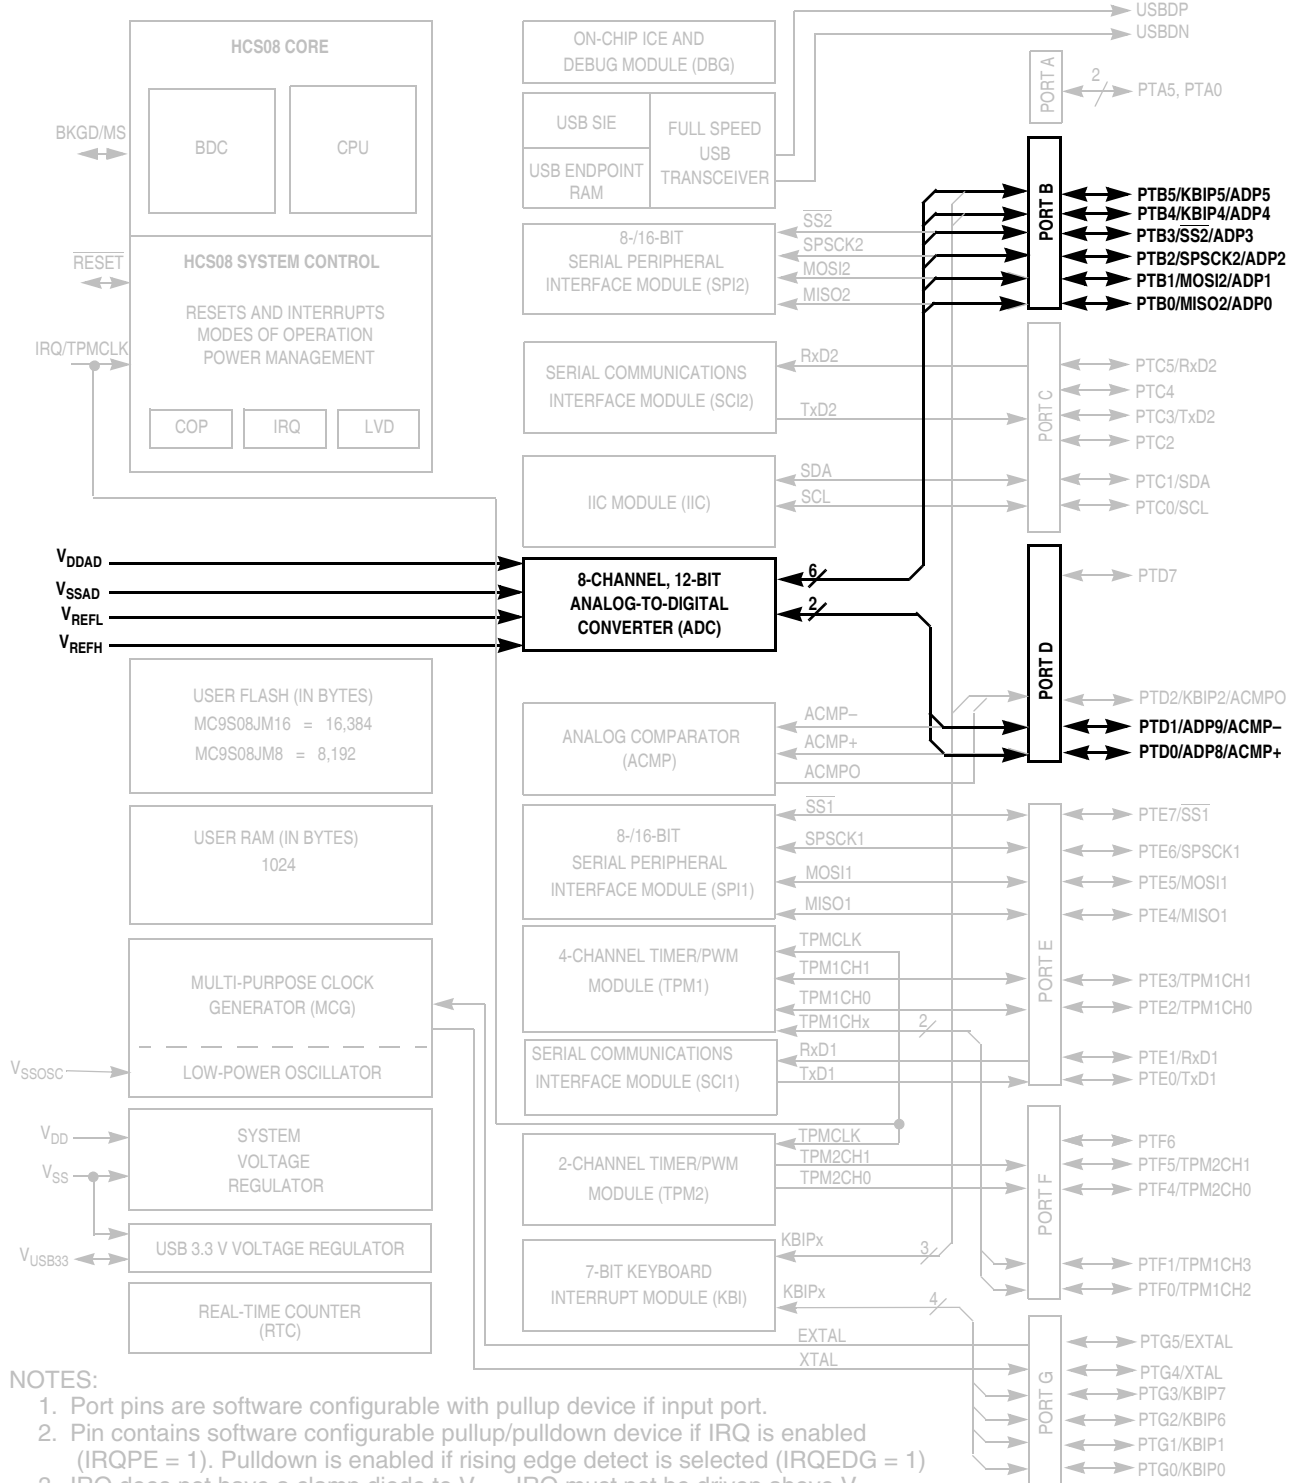 USBDP
USBDN
HCS08 CORE
BDC
CPU
BKGD/MS
RESET
HCS08 SYSTEM CONTROL
RESETS AND INTERRUPTS
MODES OF OPERATION
POWER MANAGEMENT
IRQ/TPMCLK
COP
IRQ
LVD
VDDAD
VSSAD
VREFL
VREFH
USER FLASH (IN BYTES)
MC9S08JM16 = 16,384
MC9S08JM8 = 8,192
USER RAM (IN BYTES)
1024
MULTI-PURPOSE CLOCK
GENERATOR (MCG)
LOW-POWER OSCILLATOR
VSSOSC
VDD
VSS
SYSTEM
VOLTAGE
REGULATOR
VUSB33
USB 3.3 V VOLTAGE REGULATOR
REAL-TIME COUNTER
(RTC)
ON-CHIP ICE AND
DEBUG MODULE (DBG)
USB SIE
USB ENDPOINT
RAM
FULL SPEED
USB
TRANSCEIVER
8-/16-BIT
SERIAL PERIPHERAL
INTERFACE MODULE (SPI2)
SS2
SPSCK2
MOSI2
MISO2
SERIAL COMMUNICATIONS
INTERFACE MODULE (SCI2)
RxD2
TxD2
IIC MODULE (IIC)
SDA
SCL
8-CHANNEL, 12-BIT
ANALOG-TO-DIGITAL
CONVERTER (ADC)
6
2
ANALOG COMPARATOR
(ACMP)
ACMP–
ACMP+
ACMPO
8-/16-BIT
SERIAL PERIPHERAL
INTERFACE MODULE (SPI1)
SS1
SPSCK1
MOSI1
MISO1
4-CHANNEL TIMER/PWM
MODULE (TPM1)
TPMCLK
TPM1CH1
TPM1CH0
TPM1CHx
2
SERIAL COMMUNICATIONS
INTERFACE MODULE (SCI1)
RxD1
TxD1
2-CHANNEL TIMER/PWM
MODULE (TPM2)
TPMCLK
TPM2CH1
TPM2CH0
7-BIT KEYBOARD
INTERRUPT MODULE (KBI)
KBIPx
3
KBIPx
4
EXTAL
XTAL
PORT A
2
PTA5, PTA0
PORT B
PTB5/KBIP5/ADP5
PTB4/KBIP4/ADP4
PTB3/SS2/ADP3
PTB2/SPSCK2/ADP2
PTB1/MOSI2/ADP1
PTB0/MISO2/ADP0
PORT C
PTC5/RxD2
PTC4
PTC3/TxD2
PTC2
PTC1/SDA
PTC0/SCL
PORT D
PTD7
PTD2/KBIP2/ACMPO
PTD1/ADP9/ACMP–
PTD0/ADP8/ACMP+
PORT E
PTE7/SS1
PTE6/SPSCK1
PTE5/MOSI1
PTE4/MISO1
PTE3/TPM1CH1
PTE2/TPM1CH0
PTE1/RxD1
PTE0/TxD1
PORT F
PTF6
PTF5/TPM2CH1
PTF4/TPM2CH0
PTF1/TPM1CH3
PTF0/TPM1CH2
PORT G
PTG5/EXTAL
PTG4/XTAL
PTG3/KBIP7
PTG2/KBIP6
PTG1/KBIP1
PTG0/KBIP0
NOTES:
1. Port pins are software configurable with pullup device if input port.
2. Pin contains software configurable pullup/pulldown device if IRQ is enabled
(IRQPE = 1). Pulldown is enabled if rising edge detect is selected (IRQEDG = 1)